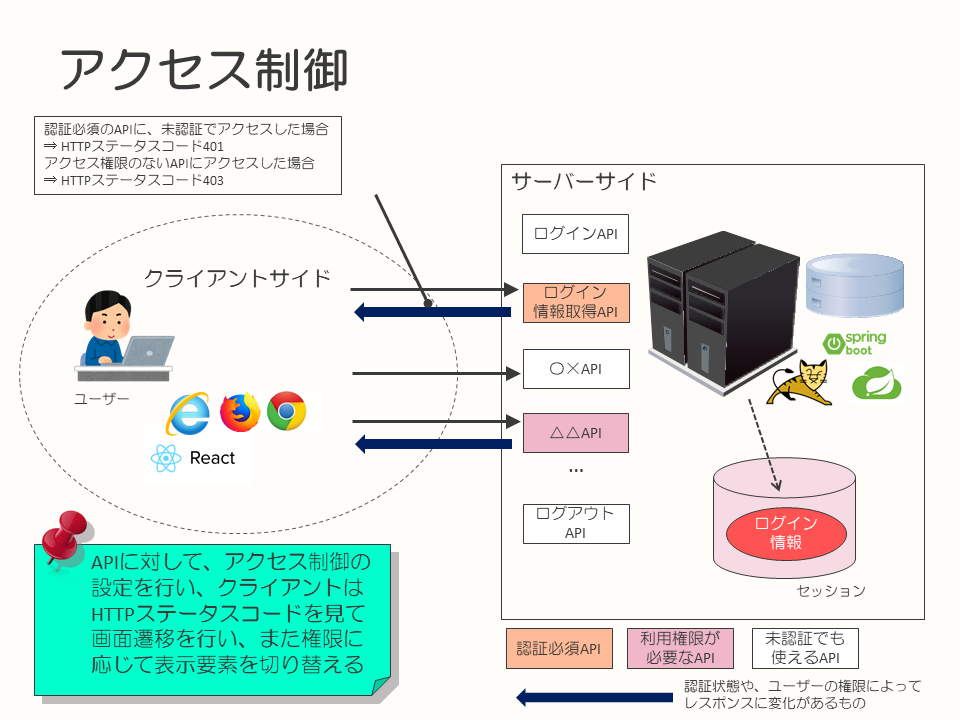 アクセス制御
認証必須のAPIに、未認証でアクセスした場合
⇒ HTTPステータスコード401
アクセス権限のないAPIにアクセスした場合
⇒ HTTPステータスコード403
サーバーサイド
ログインAPI
クライアントサイド
ログイン
情報取得API
spring
boot
〇×API
ユーザー
△△API
React
…
ログアウト
API
ログイン
情報
セッション
APIに対して、アクセス制御の
設定を行い、クライアントは
HTTPステータスコードを見て
画面遷移を行い、また権限に
応じて表示要素を切り替える
認証必須API
利用権限が
必要なAPI
未認証でも
使えるAPI
認証状態や、ユーザーの権限によって
レスポンスに変化があるもの